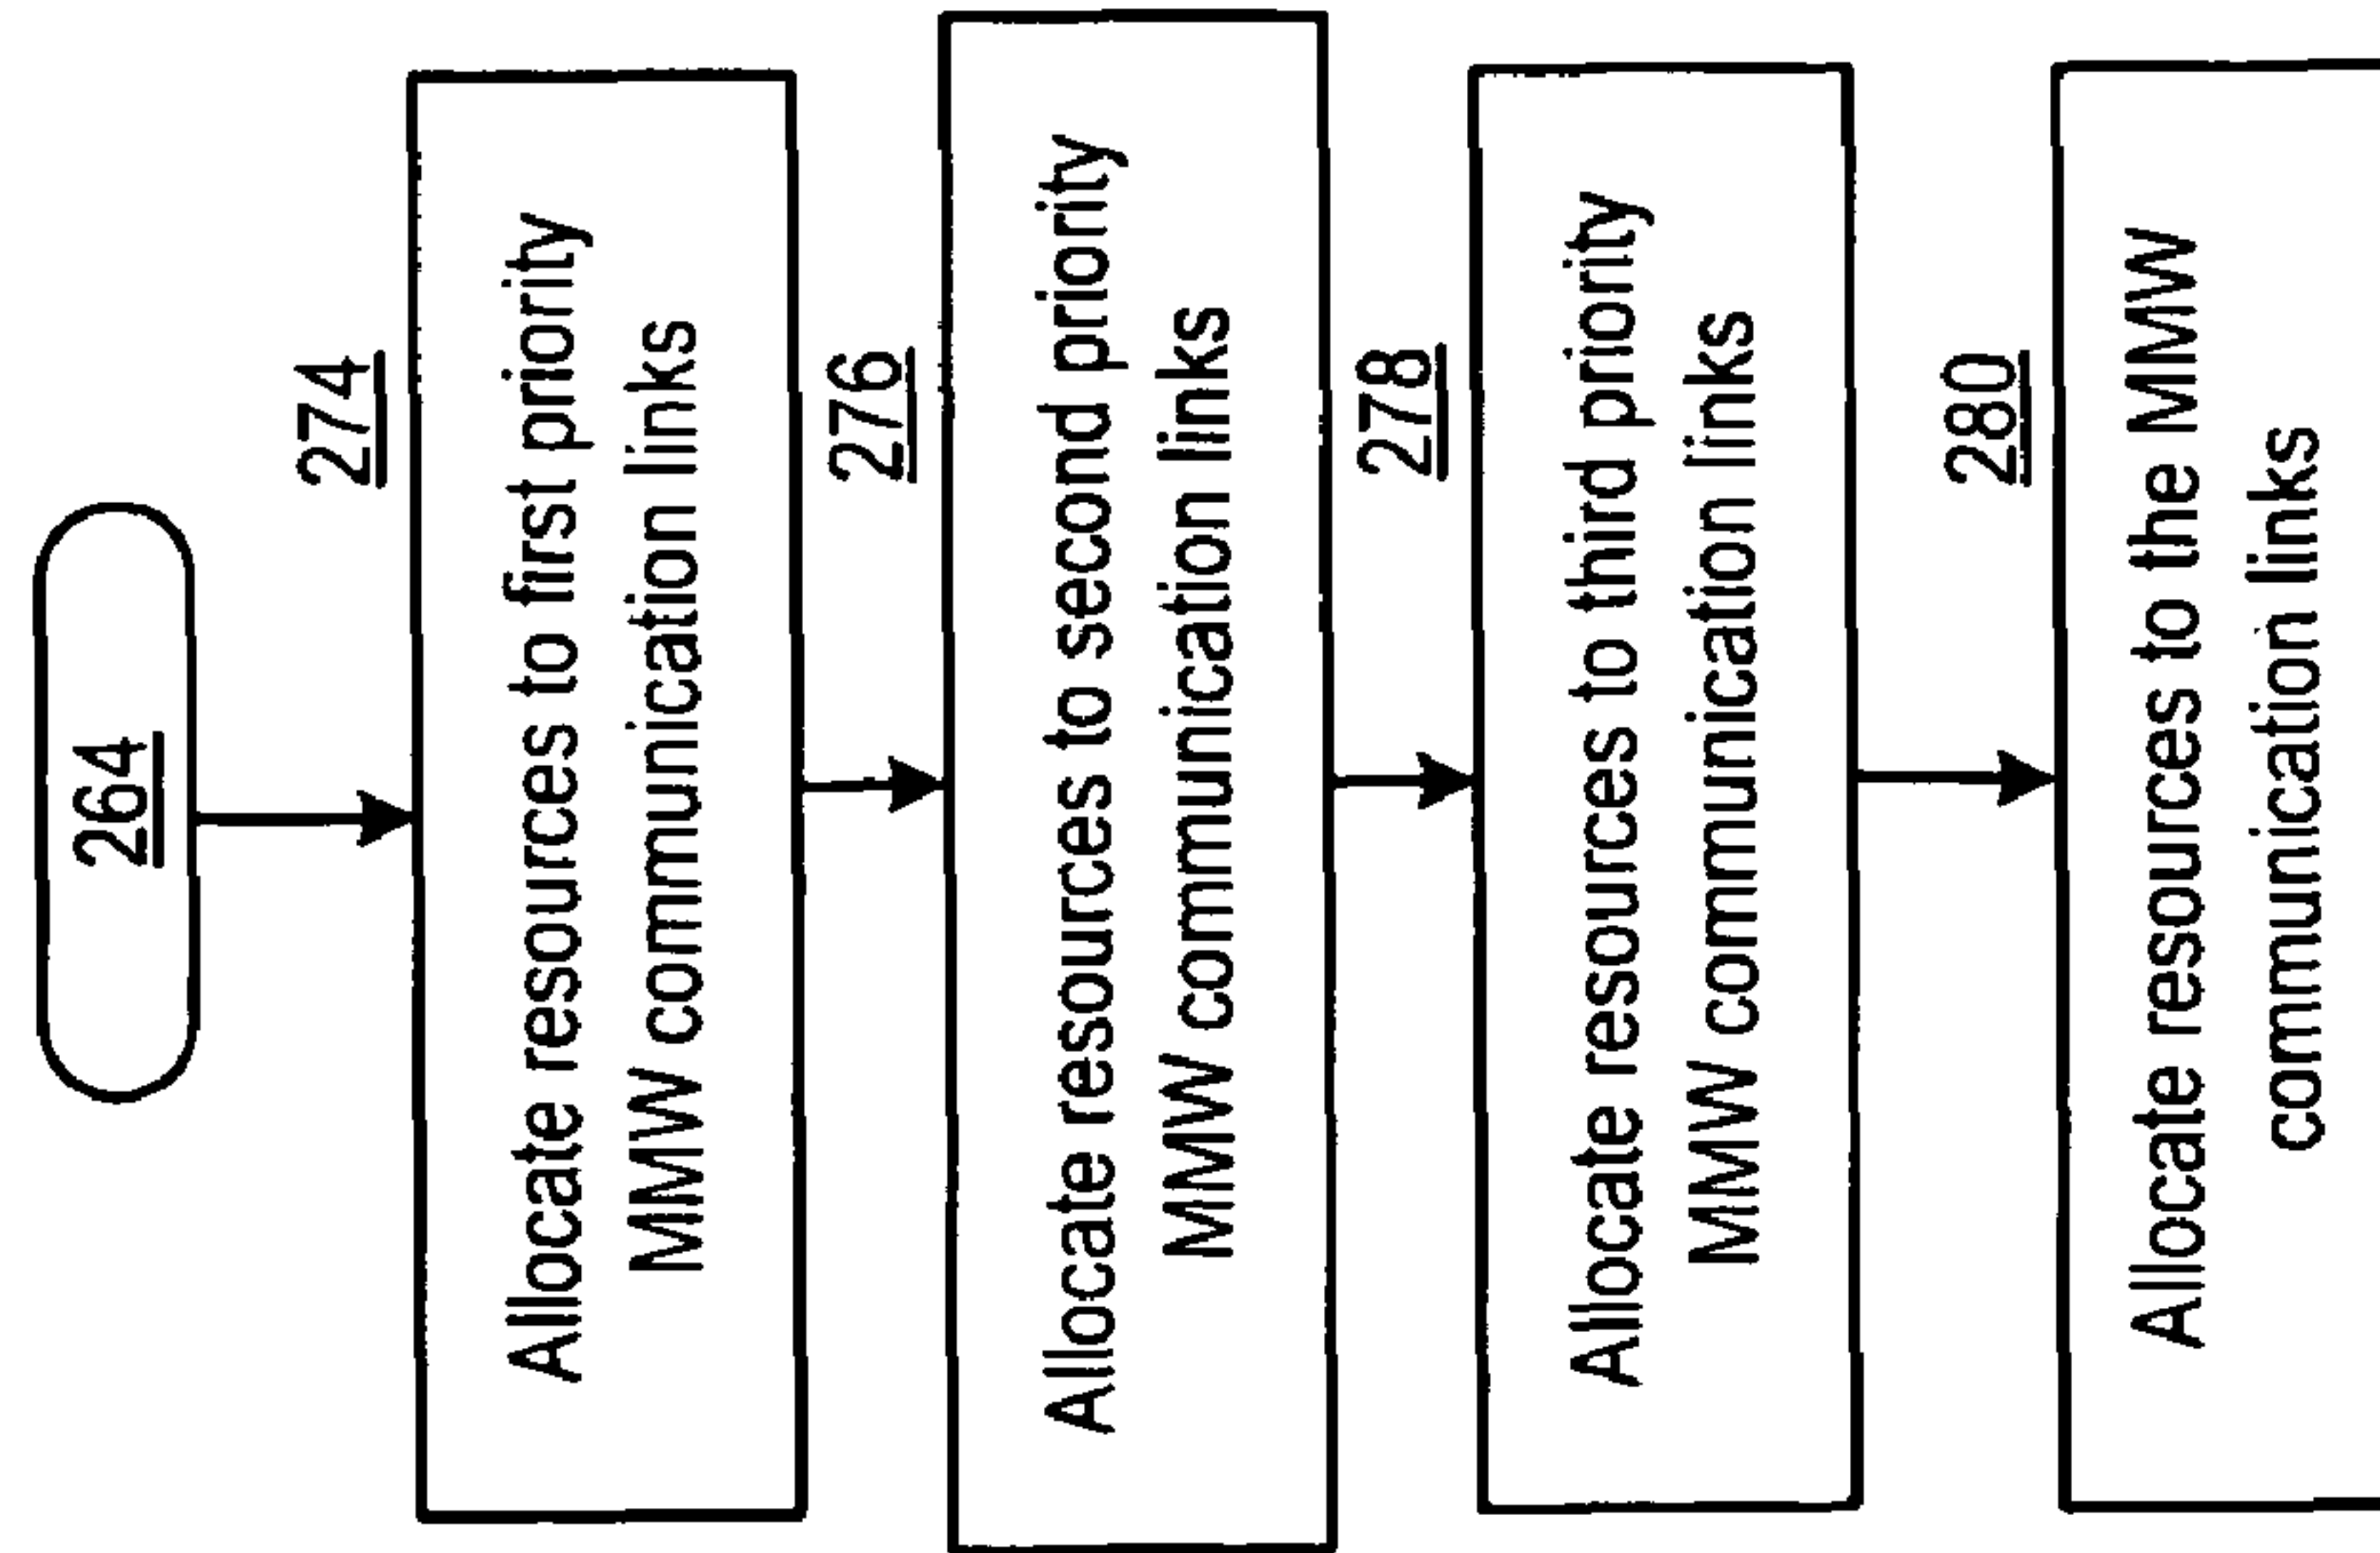 264
274
Allocate resources to first priority
MMW communication links
276
Allocate resources to second priority
MMW communication links
278
Allocate resources to third priority
MMW communication links
280
Allocate resources to the MMW
communication links